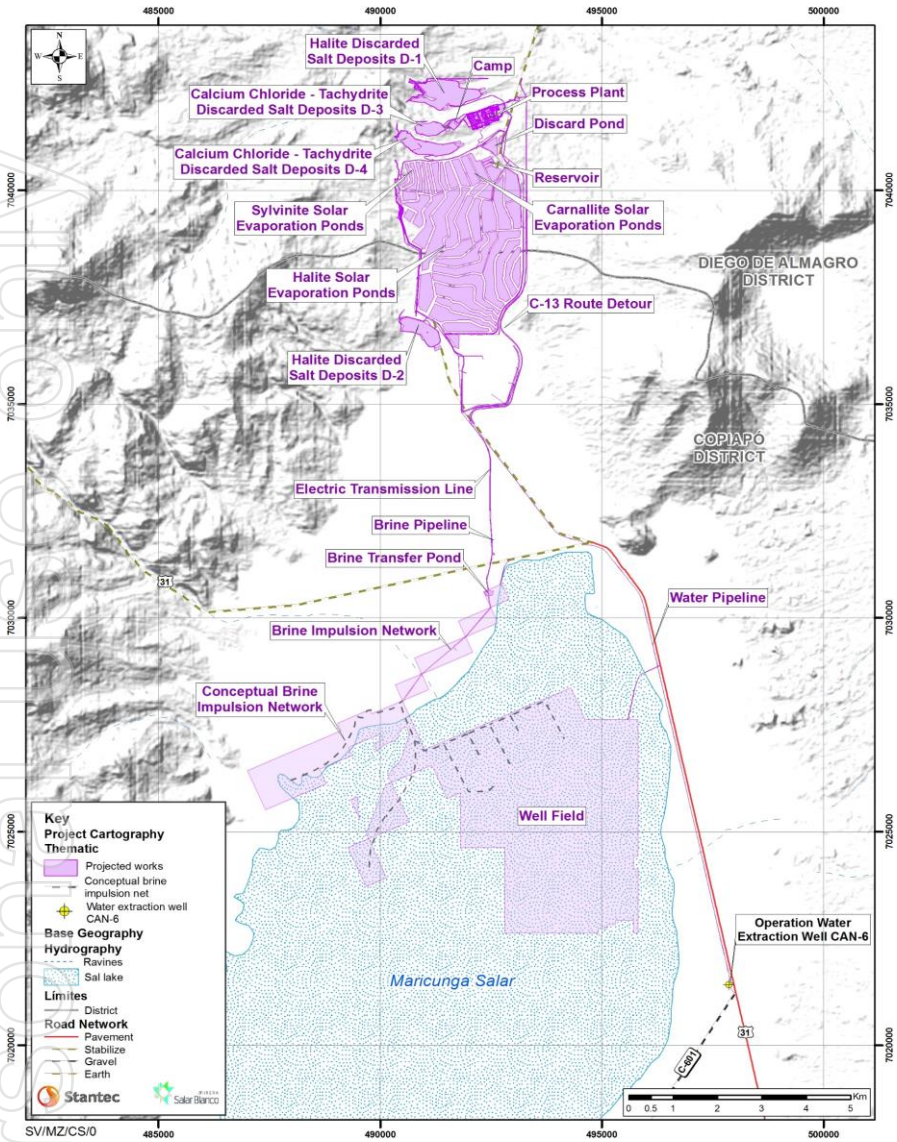 485000 490000 495000 500000
N
W E
S
Halite Discarded
Salt Deposits D-1
Camp
Calcium Chloride - Tachydrite
Discarded Salt Deposits D-3
Process Plant
Discard Pond
Calcium Chloride - Tachydrite
Discarded Salt Deposits D-4
Reservoir
7040000
7040000
Sylvinite Solar
Evaporation Ponds
Carnallite Solar
Evaporation Ponds
DIEGO DE ALMAGRO
DISTRICT
Halite Solar
Evaporation Ponds
C-13 Route Detour
Halite Discarded
Salt Deposits D-2
7035000
7035000
COPIAPÓ
DISTRICT
Electric Transmission Line
Brine Pipeline
Brine Transfer Pond
31
Water Pipeline
7030000
7030000
Brine Impulsion Network
Conceptual Brine
Impulsion Network
Well Field
7025000
7025000
Operation Water
Extraction Well CAN-6
Maricunga Salar
31
C-601
7020000
7020000
Key
Project Cartography
Thematic
Projected works
Conceptual brine
impulsion net
Water extraction well
CAN-6
Base Geography
Hydrography
Ravines
Sal lake
Límites
District
Road Network
Pavement
Stabilize
Gravel
Earth
Stantec
MINERA
Salar Blanco
Km
0 0.5 1 2 3 4 5
SV/MZ/CS/0
485000 490000 495000 500000